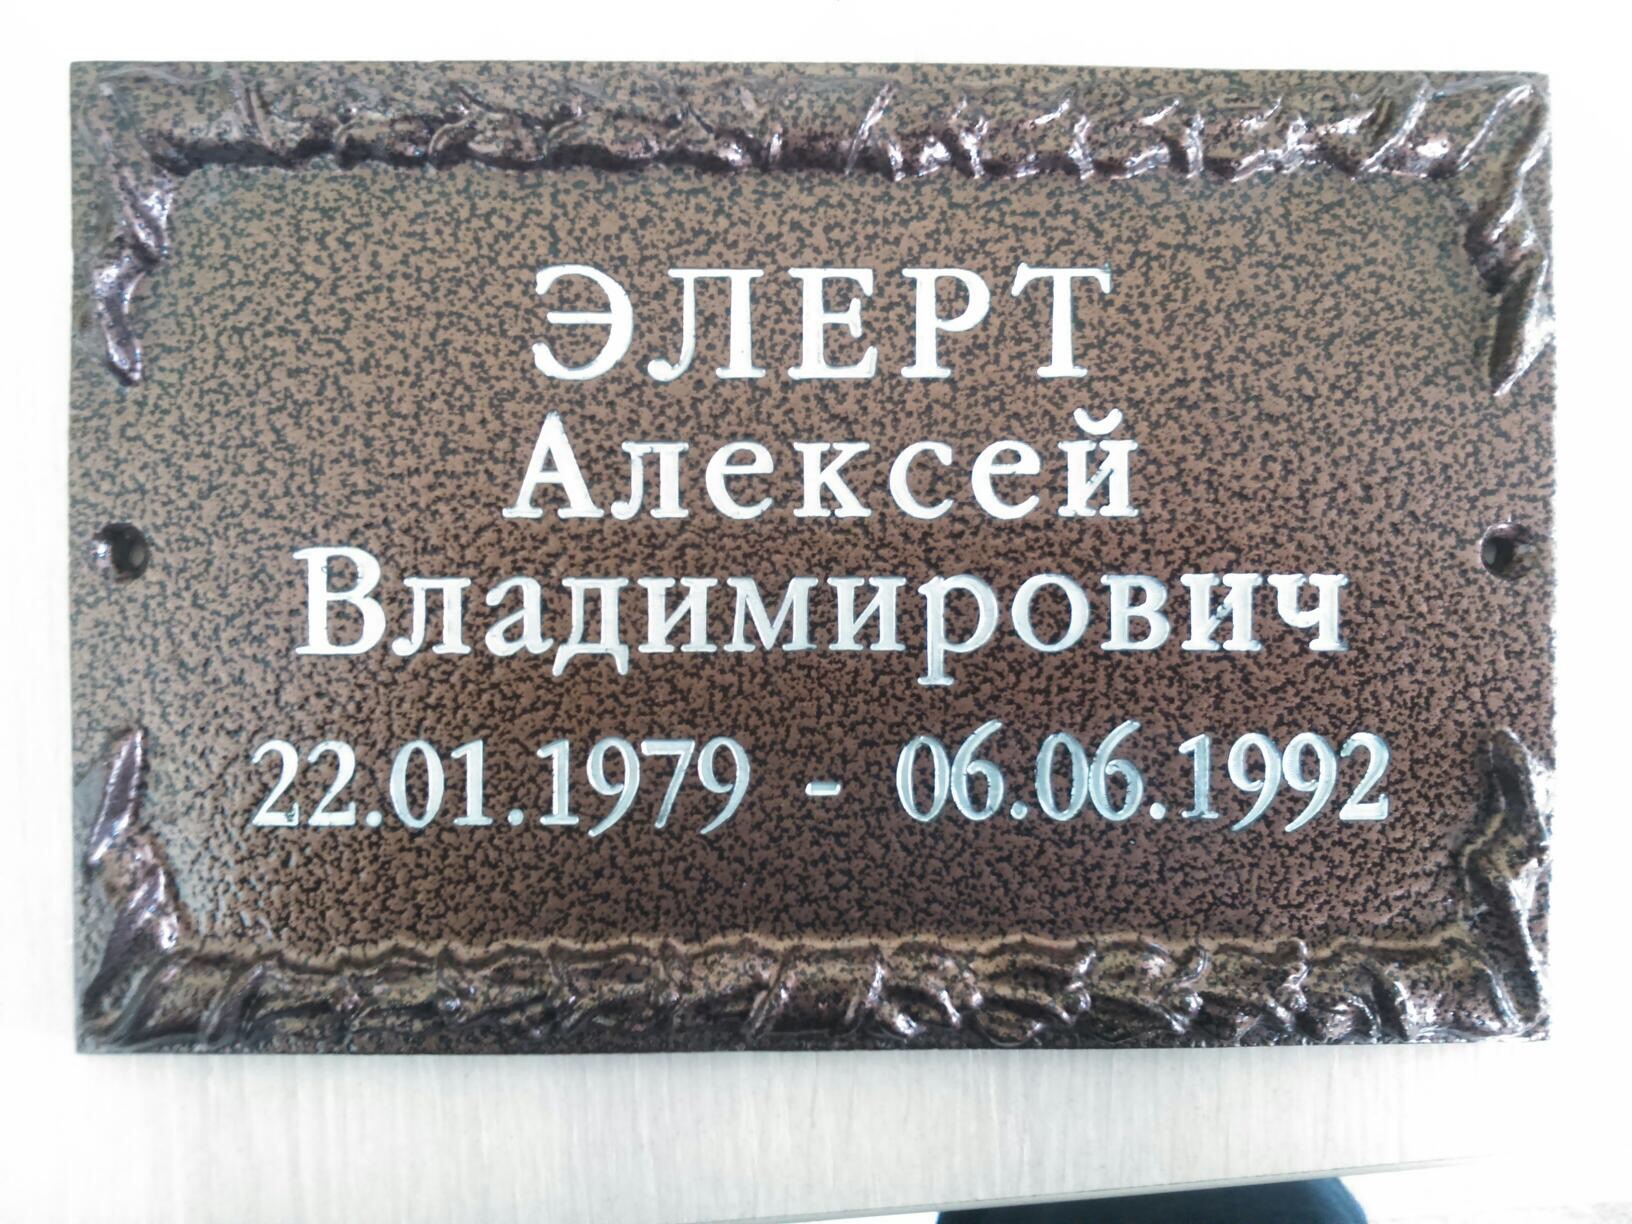 ЭЛЕРТ
Алексей
Владимирович
22.01.1979 - 06.06.1992